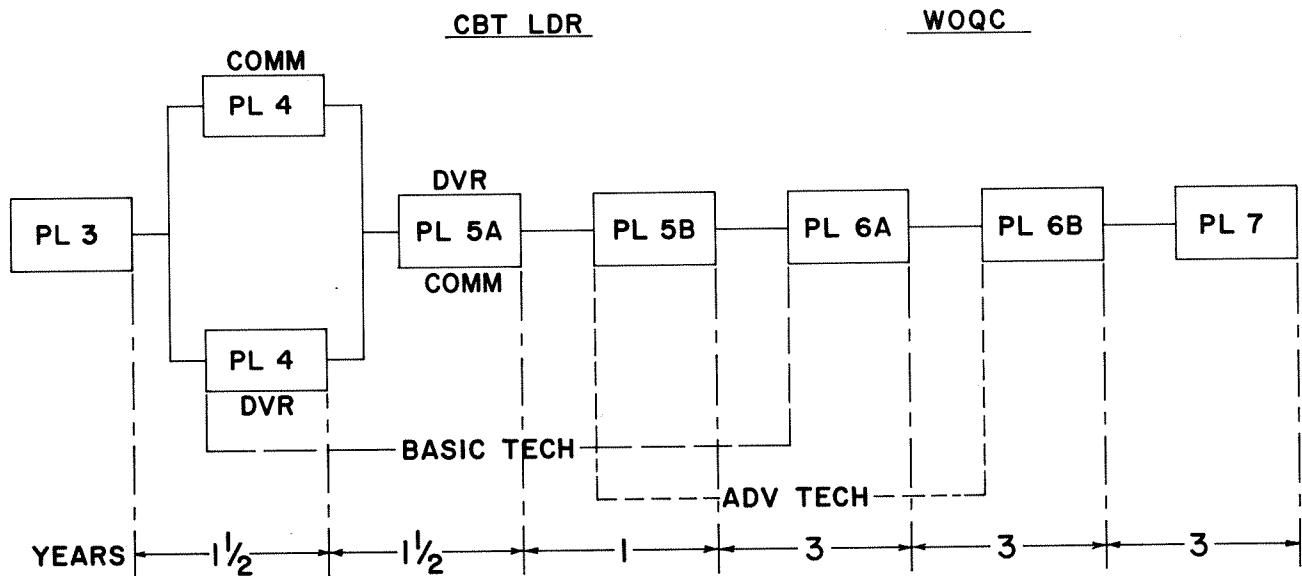 CBT LDR
WOQC
COMM
PL 4
PL 3
DVR
PL 5A
COMM
PL 5B
PL 6A
PL 6B
PL 7
PL 4
DVR
BASIC TECH
ADV TECH
YEARS 1½ 1½ 1 3 3 3